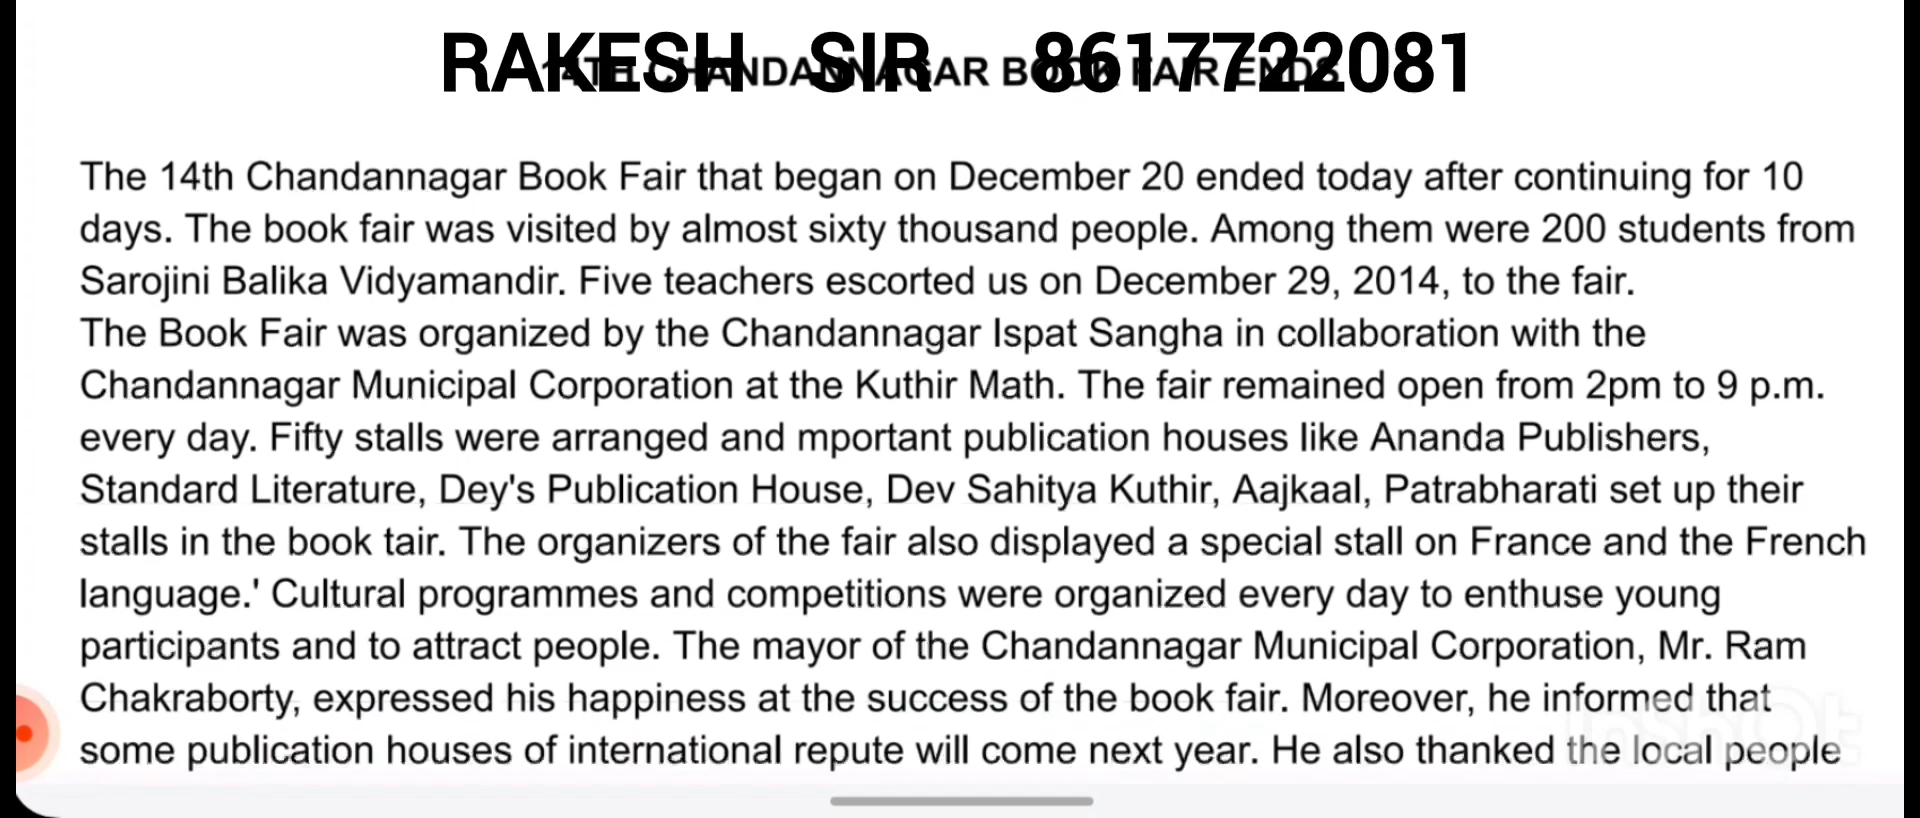 RAKESH SIR 8617722081
14TH CHANDANNAGAR BOOK FAIR ENDS
The 14th Chandannagar Book Fair that began on December 20 ended today after continuing for 10
days. The book fair was visited by almost sixty thousand people. Among them were 200 students from
Sarojini Balika Vidyamandir. Five teachers escorted us on December 29, 2014, to the fair.
The Book Fair was organized by the Chandannagar Ispat Sangha in collaboration with the
Chandannagar Municipal Corporation at the Kuthir Math. The fair remained open from 2pm to 9 p.m.
every day. Fifty stalls were arranged and mportant publication houses like Ananda Publishers,
Standard Literature, Dey's Publication House, Dev Sahitya Kuthir, Aajkaal, Patrabharati set up their
stalls in the book tair. The organizers of the fair also displayed a special stall on France and the French
language.' Cultural programmes and competitions were organized every day to enthuse young
participants and to attract people. The mayor of the Chandannagar Municipal Corporation, Mr. Ram
Chakraborty, expressed his happiness at the success of the book fair. Moreover, he informed that
some publication houses of international repute will come next year. He also thanked the local people
InShOt